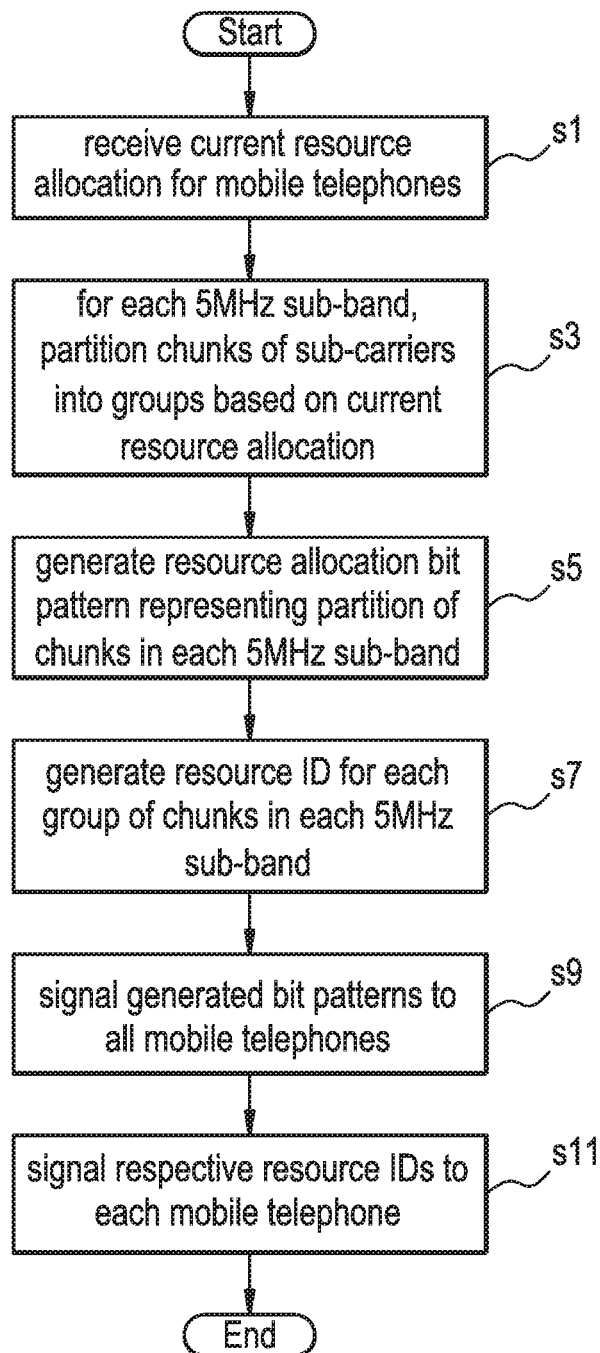 Start
receive current resource
allocation for mobile telephones
s1
for each 5MHz sub-band,
partition chunks of sub-carriers
into groups based on current
resource allocation
s3
generate resource allocation bit
pattern representing partition of
chunks in each 5MHz sub-band
s5
generate resource ID for each
group of chunks in each 5MHz
sub-band
s7
signal generated bit patterns to
all mobile telephones
s9
signal respective resource IDs to
each mobile telephone
s11
End